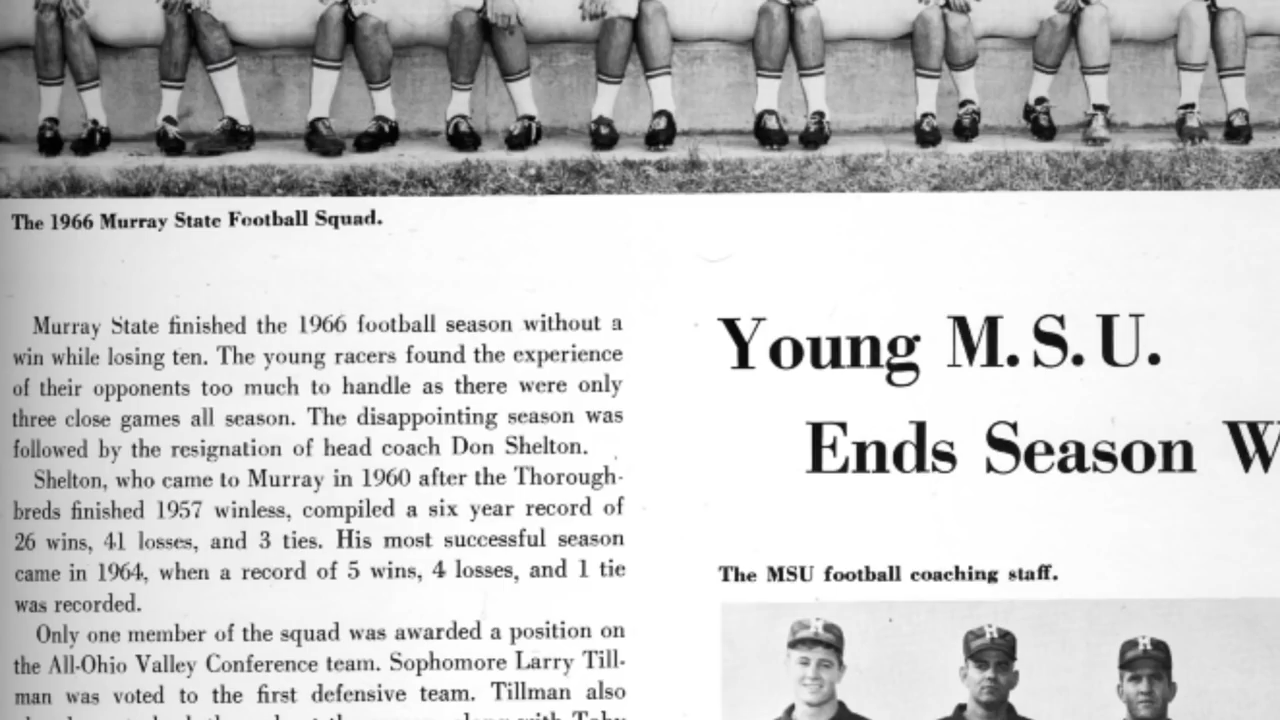 The 1966 Murray State Football Squad.
Murray State finished the 1966 football season without a
win while losing ten. The young racers found the experience
of their opponents too much to handle as there were only
three close games all season. The disappointing season was
followed by the resignation of head coach Don Shelton.
Shelton, who came to Murray in 1960 after the Thorough-
breds finished 1957 winless, compiled a six year record of
26 wins, 41 losses, and 3 ties. His most successful season
came in 1964, when a record of 5 wins, 4 losses, and 1 tie
was recorded.
Only one member of the squad was awarded a position on
the All-Ohio Valley Conference team. Sophomore Larry Till-
man was voted to the first defensive team. Tillman also
Young M.S.U.
Ends Season W
The MSU football coaching staff.